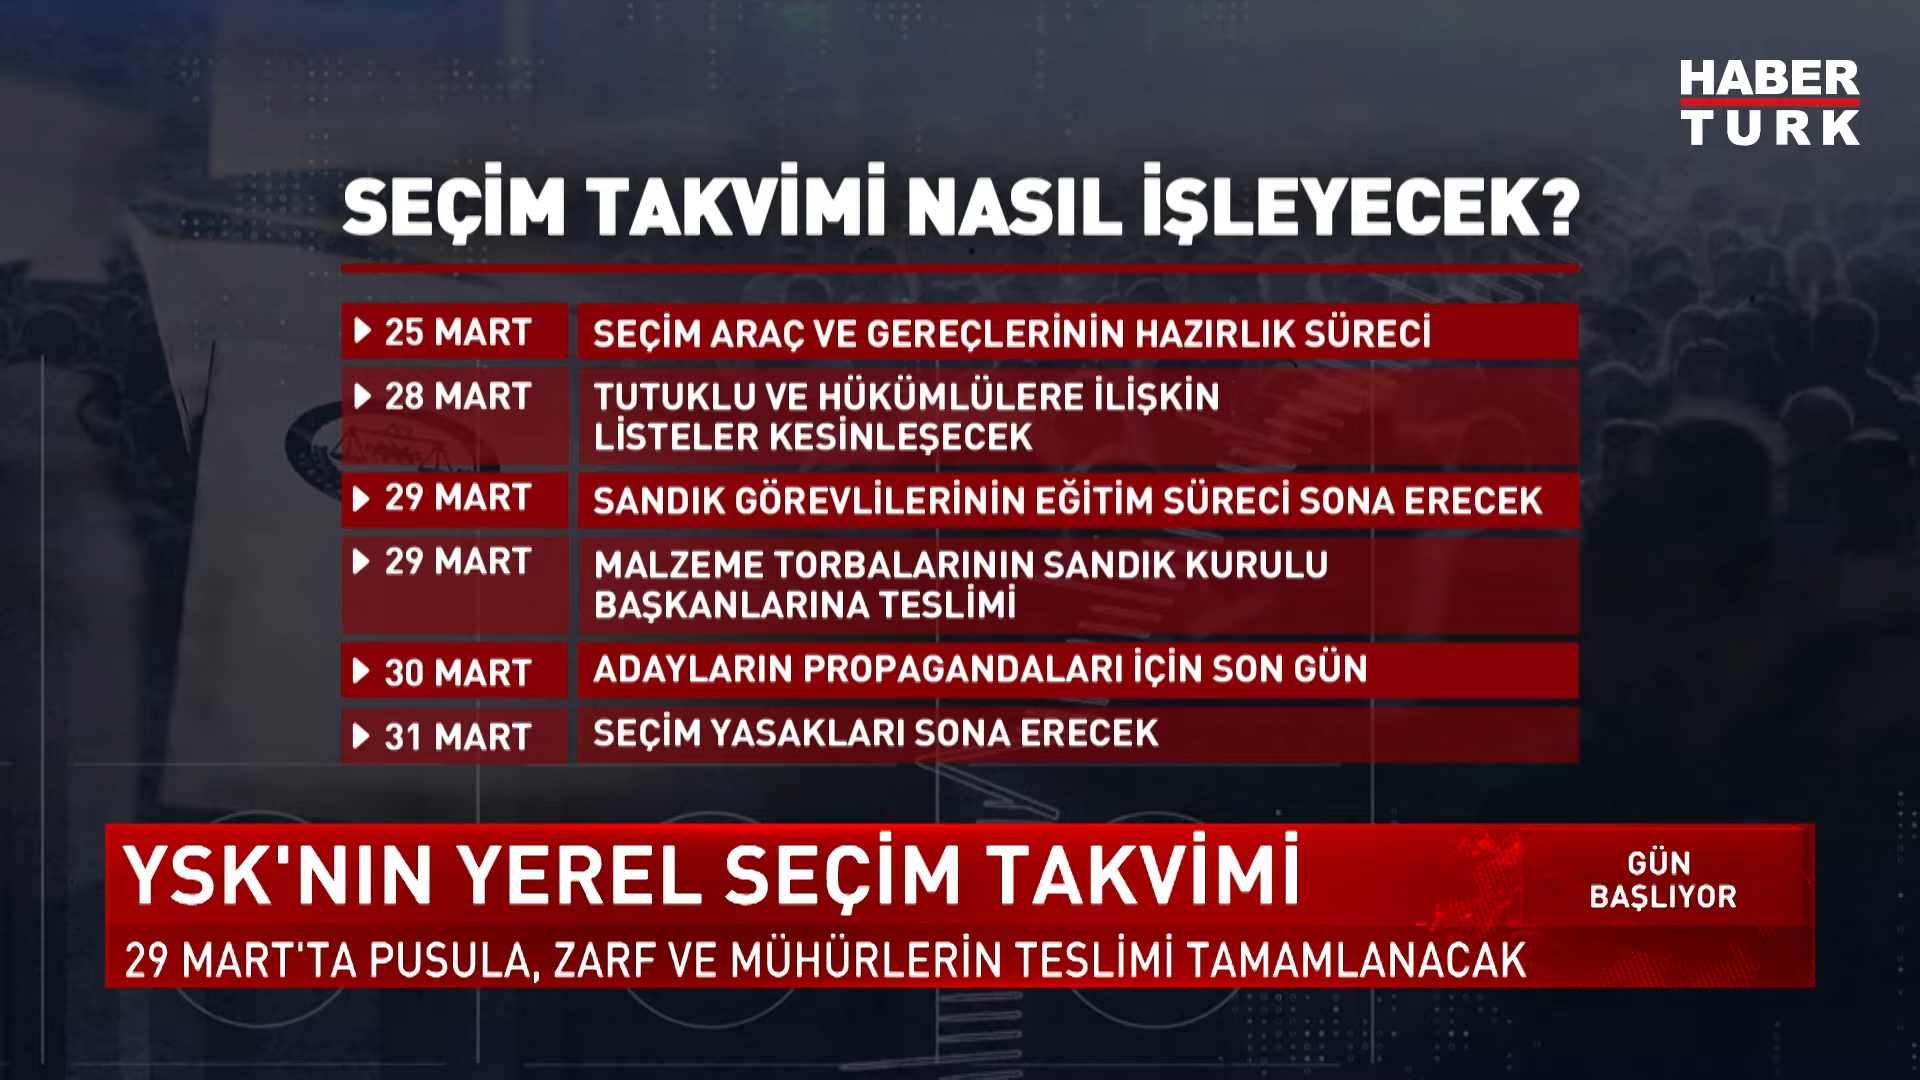 HABER
TURK
SEÇİM TAKVİMİ NASIL İŞLEYECEK?
25 MART SEÇİM ARAÇ VE GEREÇLERİNİN HAZIRLIK SÜRECİ
28 MART TUTUKLU VE HÜKÜMLÜLERE İLİŞKİN
LİSTELER KESİNLEŞECEK
29 MART SANDIK GÖREVLİLERİNİN EĞİTİM SÜRECİ SONA ERECEK
29 MART MALZEME TORBALARININ SANDIK KURULU
BAŞKANLARINA TESLİMİ
30 MART ADAYLARIN PROPAGANDALARI İÇİN SON GÜN
31 MART SEÇİM YASAKLARI SONA ERECEK
YSK'NIN YEREL SEÇİM TAKVİMİ
GÜN
BAŞLIYOR
29 MART'TA PUSULA, ZARF VE MÜHÜRLERİN TESLİMİ TAMAMLANACAK